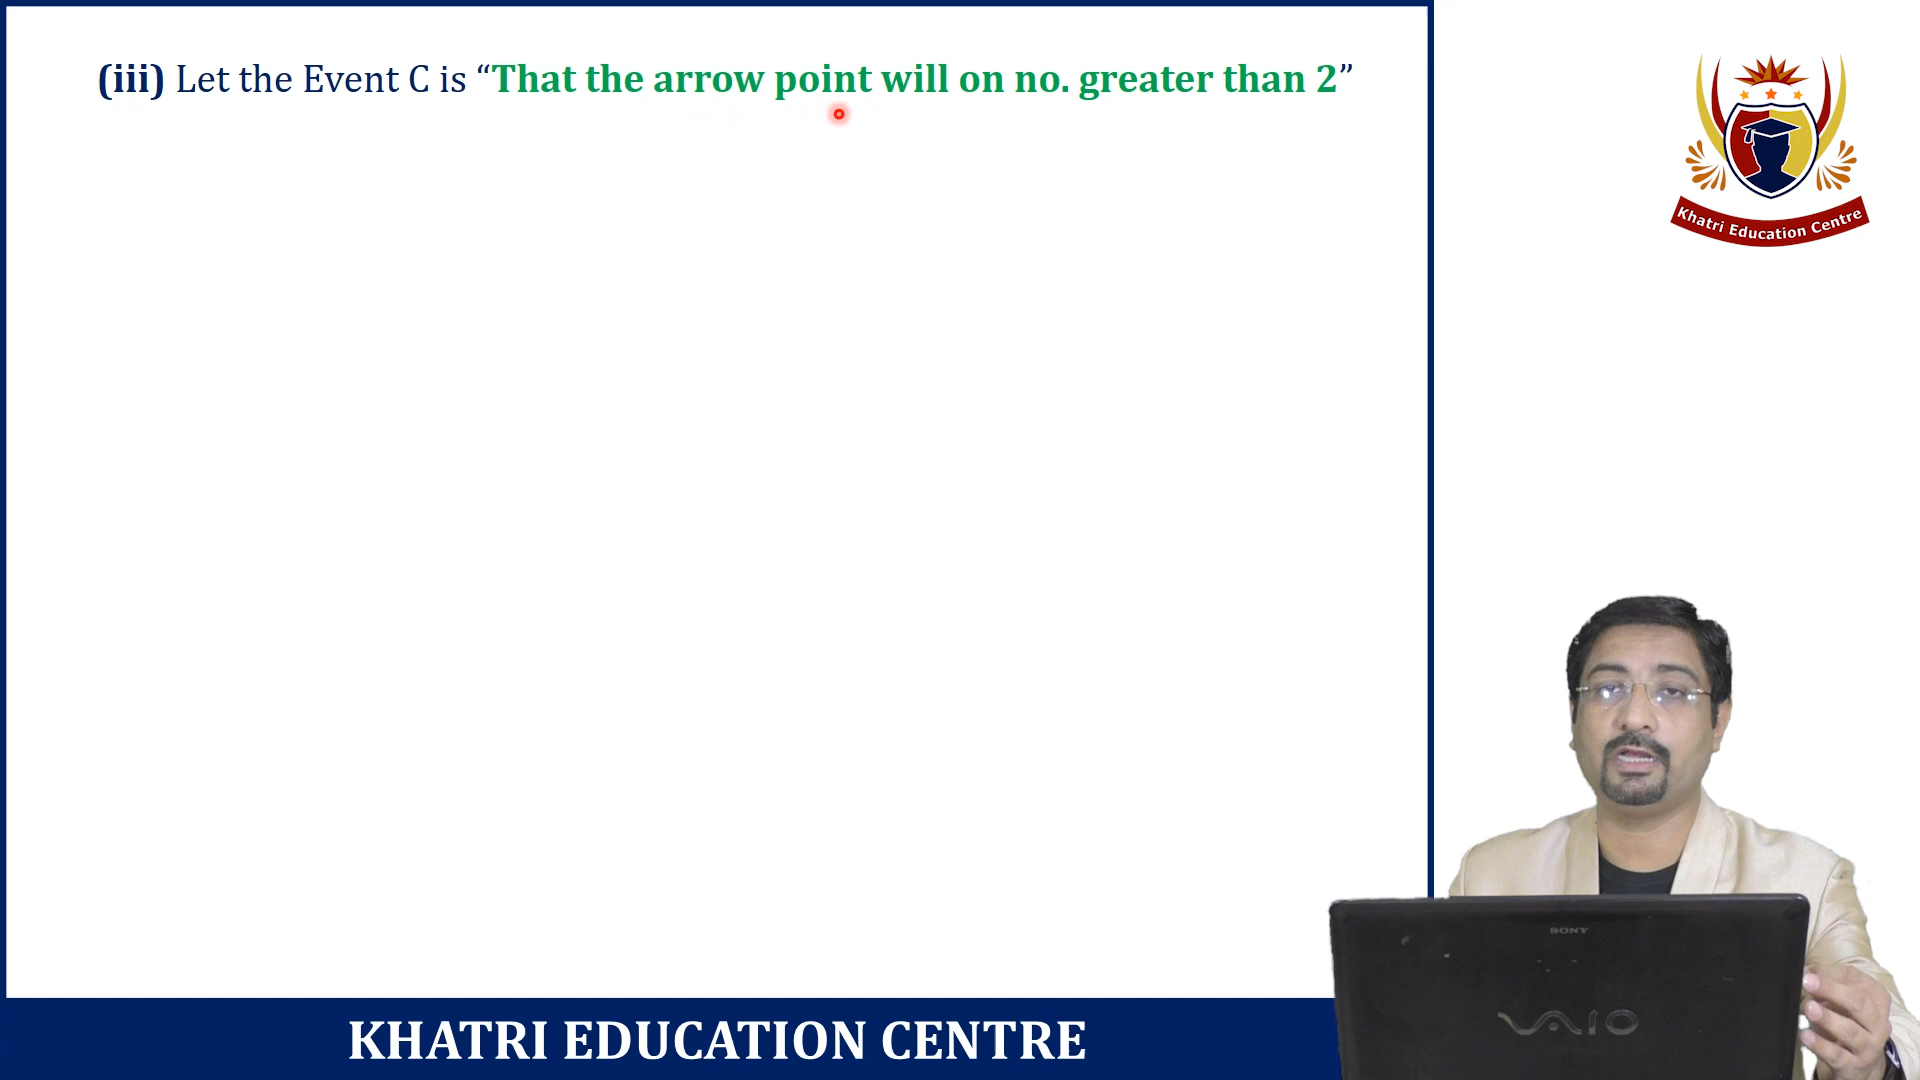 (iii) Let the Event C is “That the arrow point will on no. greater than 2”
Khatri Education Centre
SONY
VAIO
KHATRI EDUCATION CENTRE